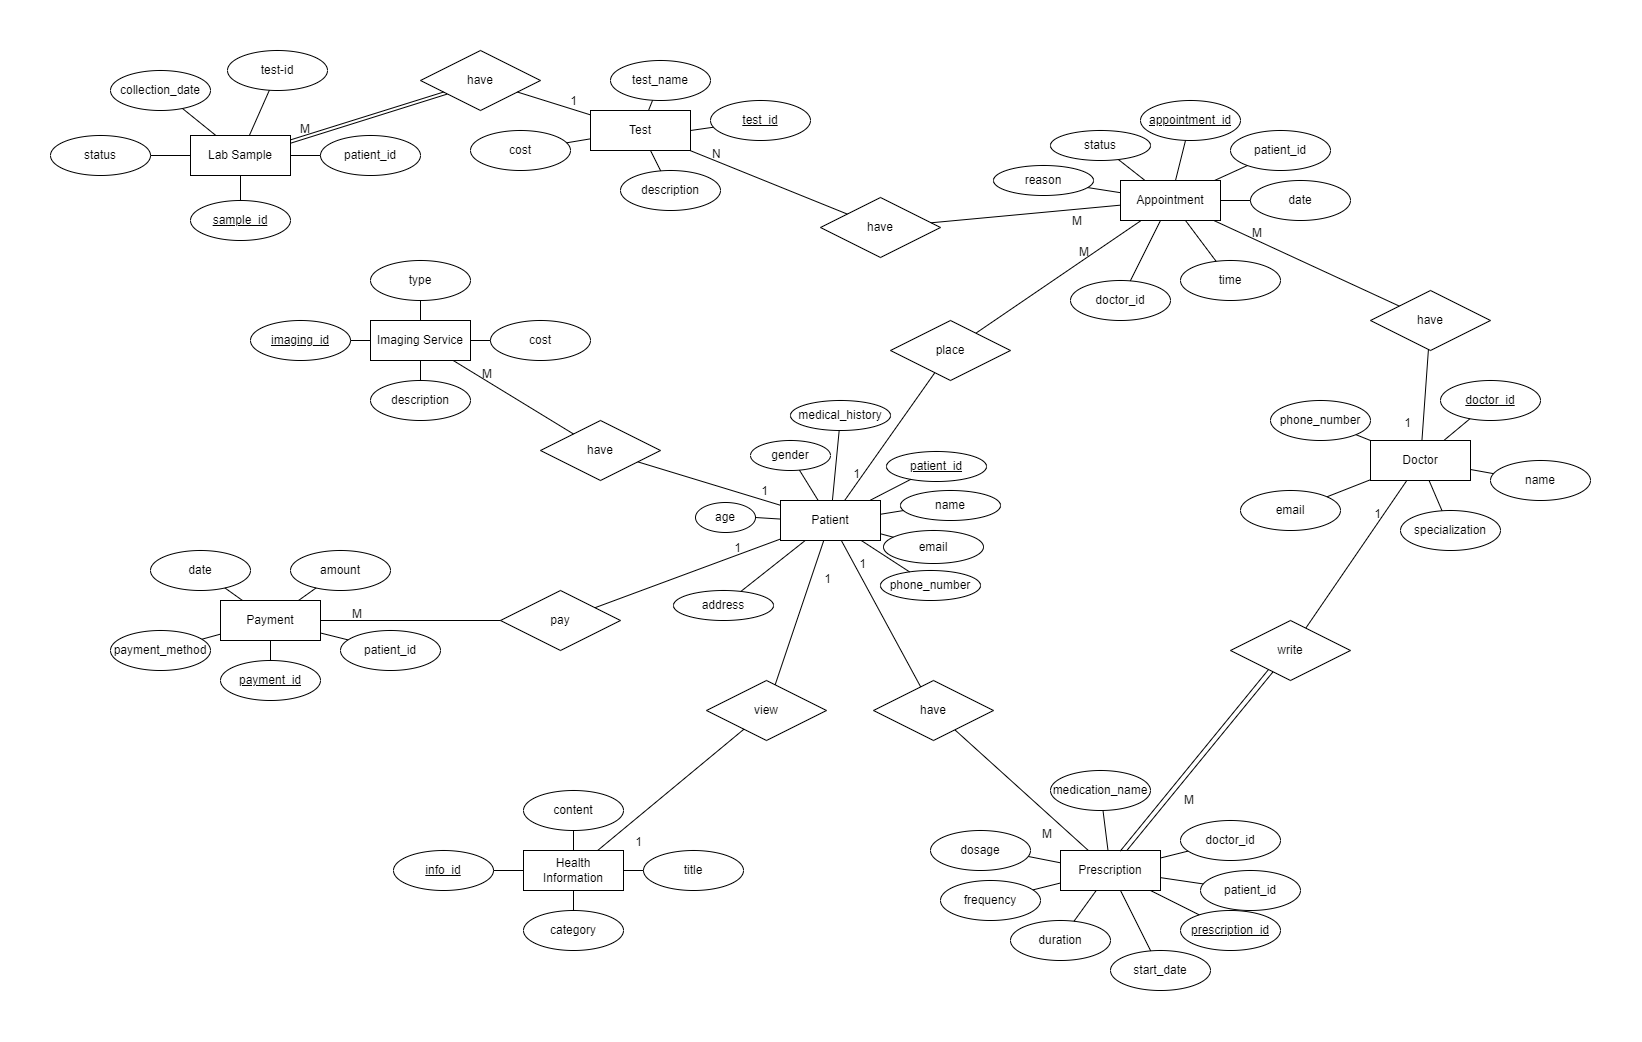 test-id
have
test_name
collection_date
1
test_id
appointment_id
M
Test
status
cost
patient_id
status
Lab Sample
patient_id
N
reason
description
Appointment
date
sample_id
M
have
M
M
type
time
doctor_id
have
imaging_id
Imaging Service
cost
place
description
M
medical_history
phone_number
doctor_id
1
have
gender
Doctor
patient_id
1
1
name
name
age
Patient
email
1
specialization
1
email
date
amount
1
1
phone_number
address
M
Payment
pay
payment_method
patient_id
write
payment_id
view
have
medication_name
M
content
M
1
doctor_id
dosage
info_id
Health
Information
title
Prescription
patient_id
frequency
category
prescription_id
duration
start_date